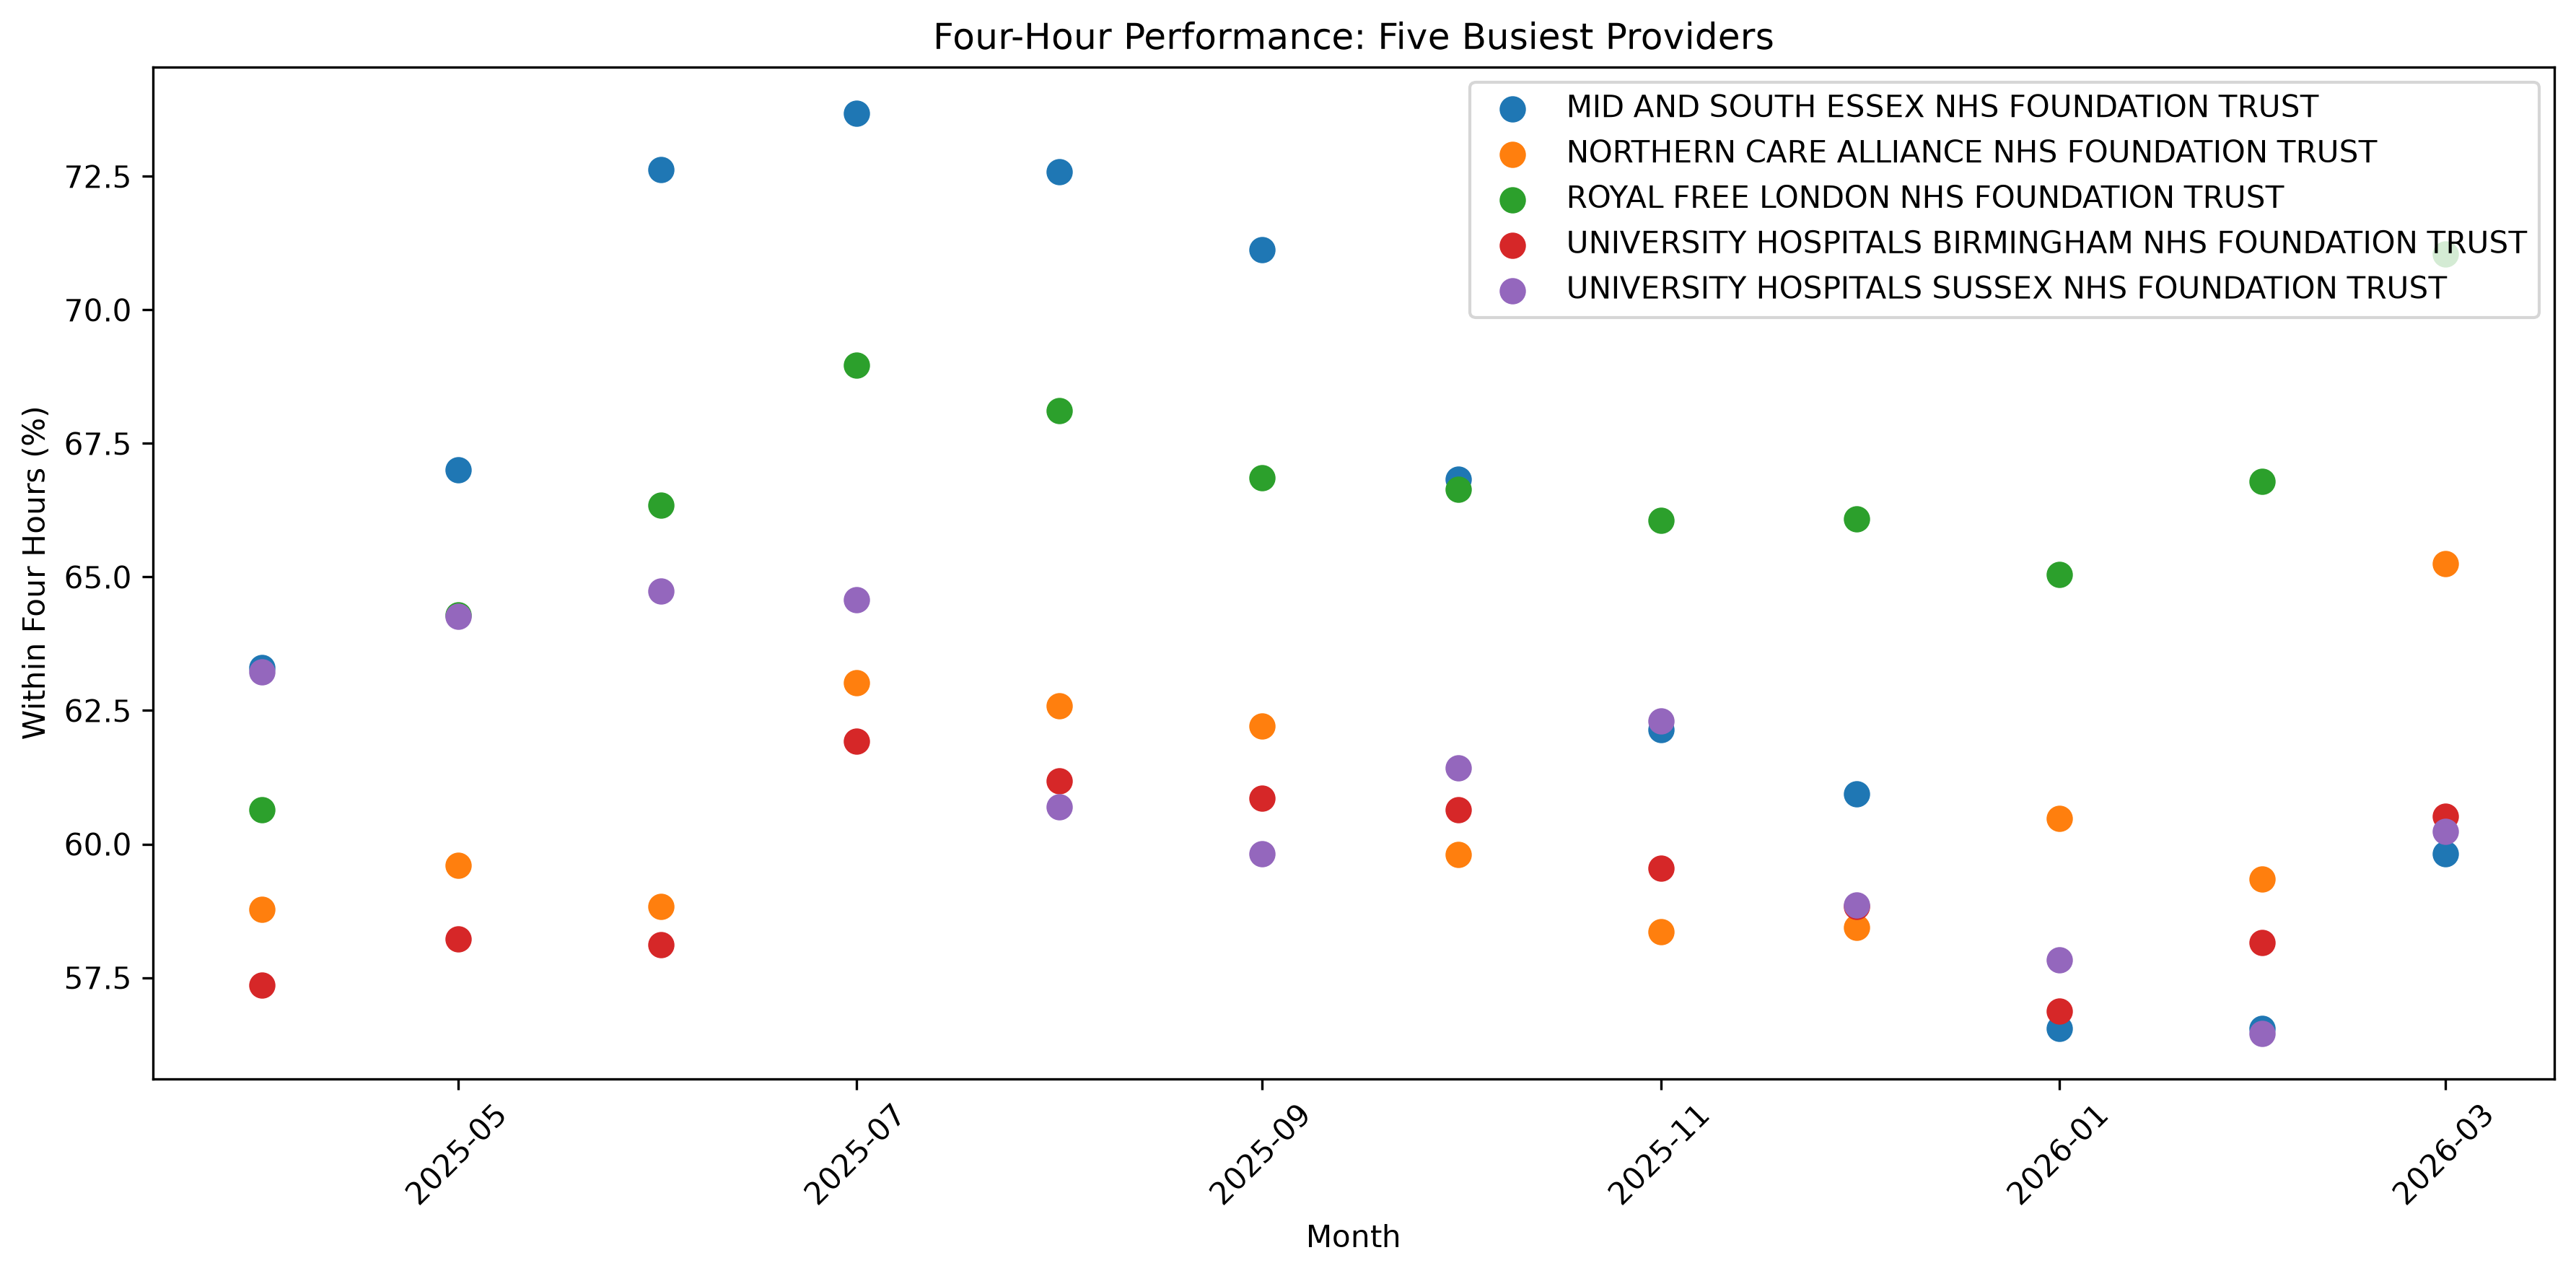 Four-Hour Performance: Five Busiest Providers
MID AND SOUTH ESSEX NHS FOUNDATION TRUST
NORTHERN CARE ALLIANCE NHS FOUNDATION TRUST
ROYAL FREE LONDON NHS FOUNDATION TRUST
UNIVERSITY HOSPITALS BIRMINGHAM NHS FOUNDATION TRUST
UNIVERSITY HOSPITALS SUSSEX NHS FOUNDATION TRUST
Within Four Hours (%)
72.5
70.0
67.5
65.0
62.5
60.0
57.5
2025-05
2025-07
2025-09
2025-11
2026-01
2026-03
Month